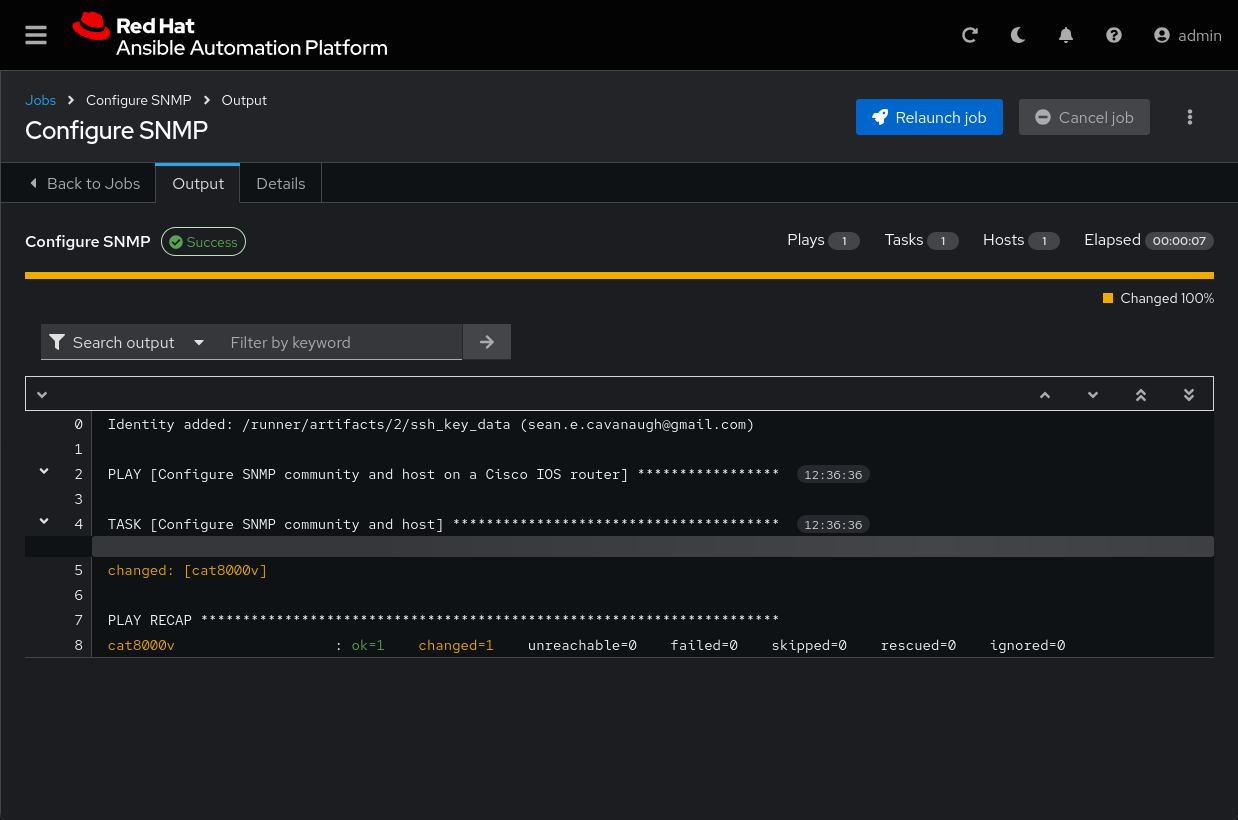 Red Hat
Ansible Automation Platform
admin
Jobs Configure SNMP Output
Configure SNMP
Relaunch job
Cancel job
Back to Jobs
Output
Details
Configure SNMP
Success
Plays 1
Tasks 1
Hosts 1
Elapsed 00:00:07
Changed 100%
Search output
Filter by keyword
0 Identity added: /runner/artifacts/2/ssh_key_data (sean.e.cavanaugh@gmail.com)
1
2 PLAY [Configure SNMP community and host on a Cisco IOS router] ***************** 12:36:36
3
4 TASK [Configure SNMP community and host] *************************************** 12:36:36
5 changed: [cat8000v]
6
7 PLAY RECAP *********************************************************************
8 cat8000v                   : ok=1    changed=1    unreachable=0    failed=0    skipped=0    rescued=0    ignored=0